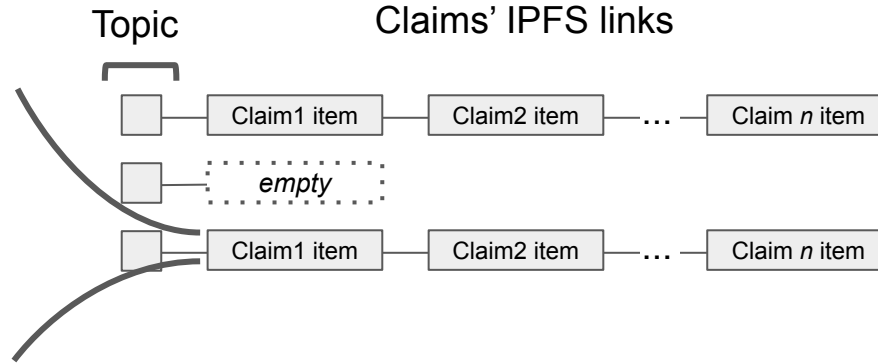 Topic Claims’ IPFS links
Claim1 item Claim2 item ... Claim n item
empty
Claim1 item Claim2 item ... Claim n item